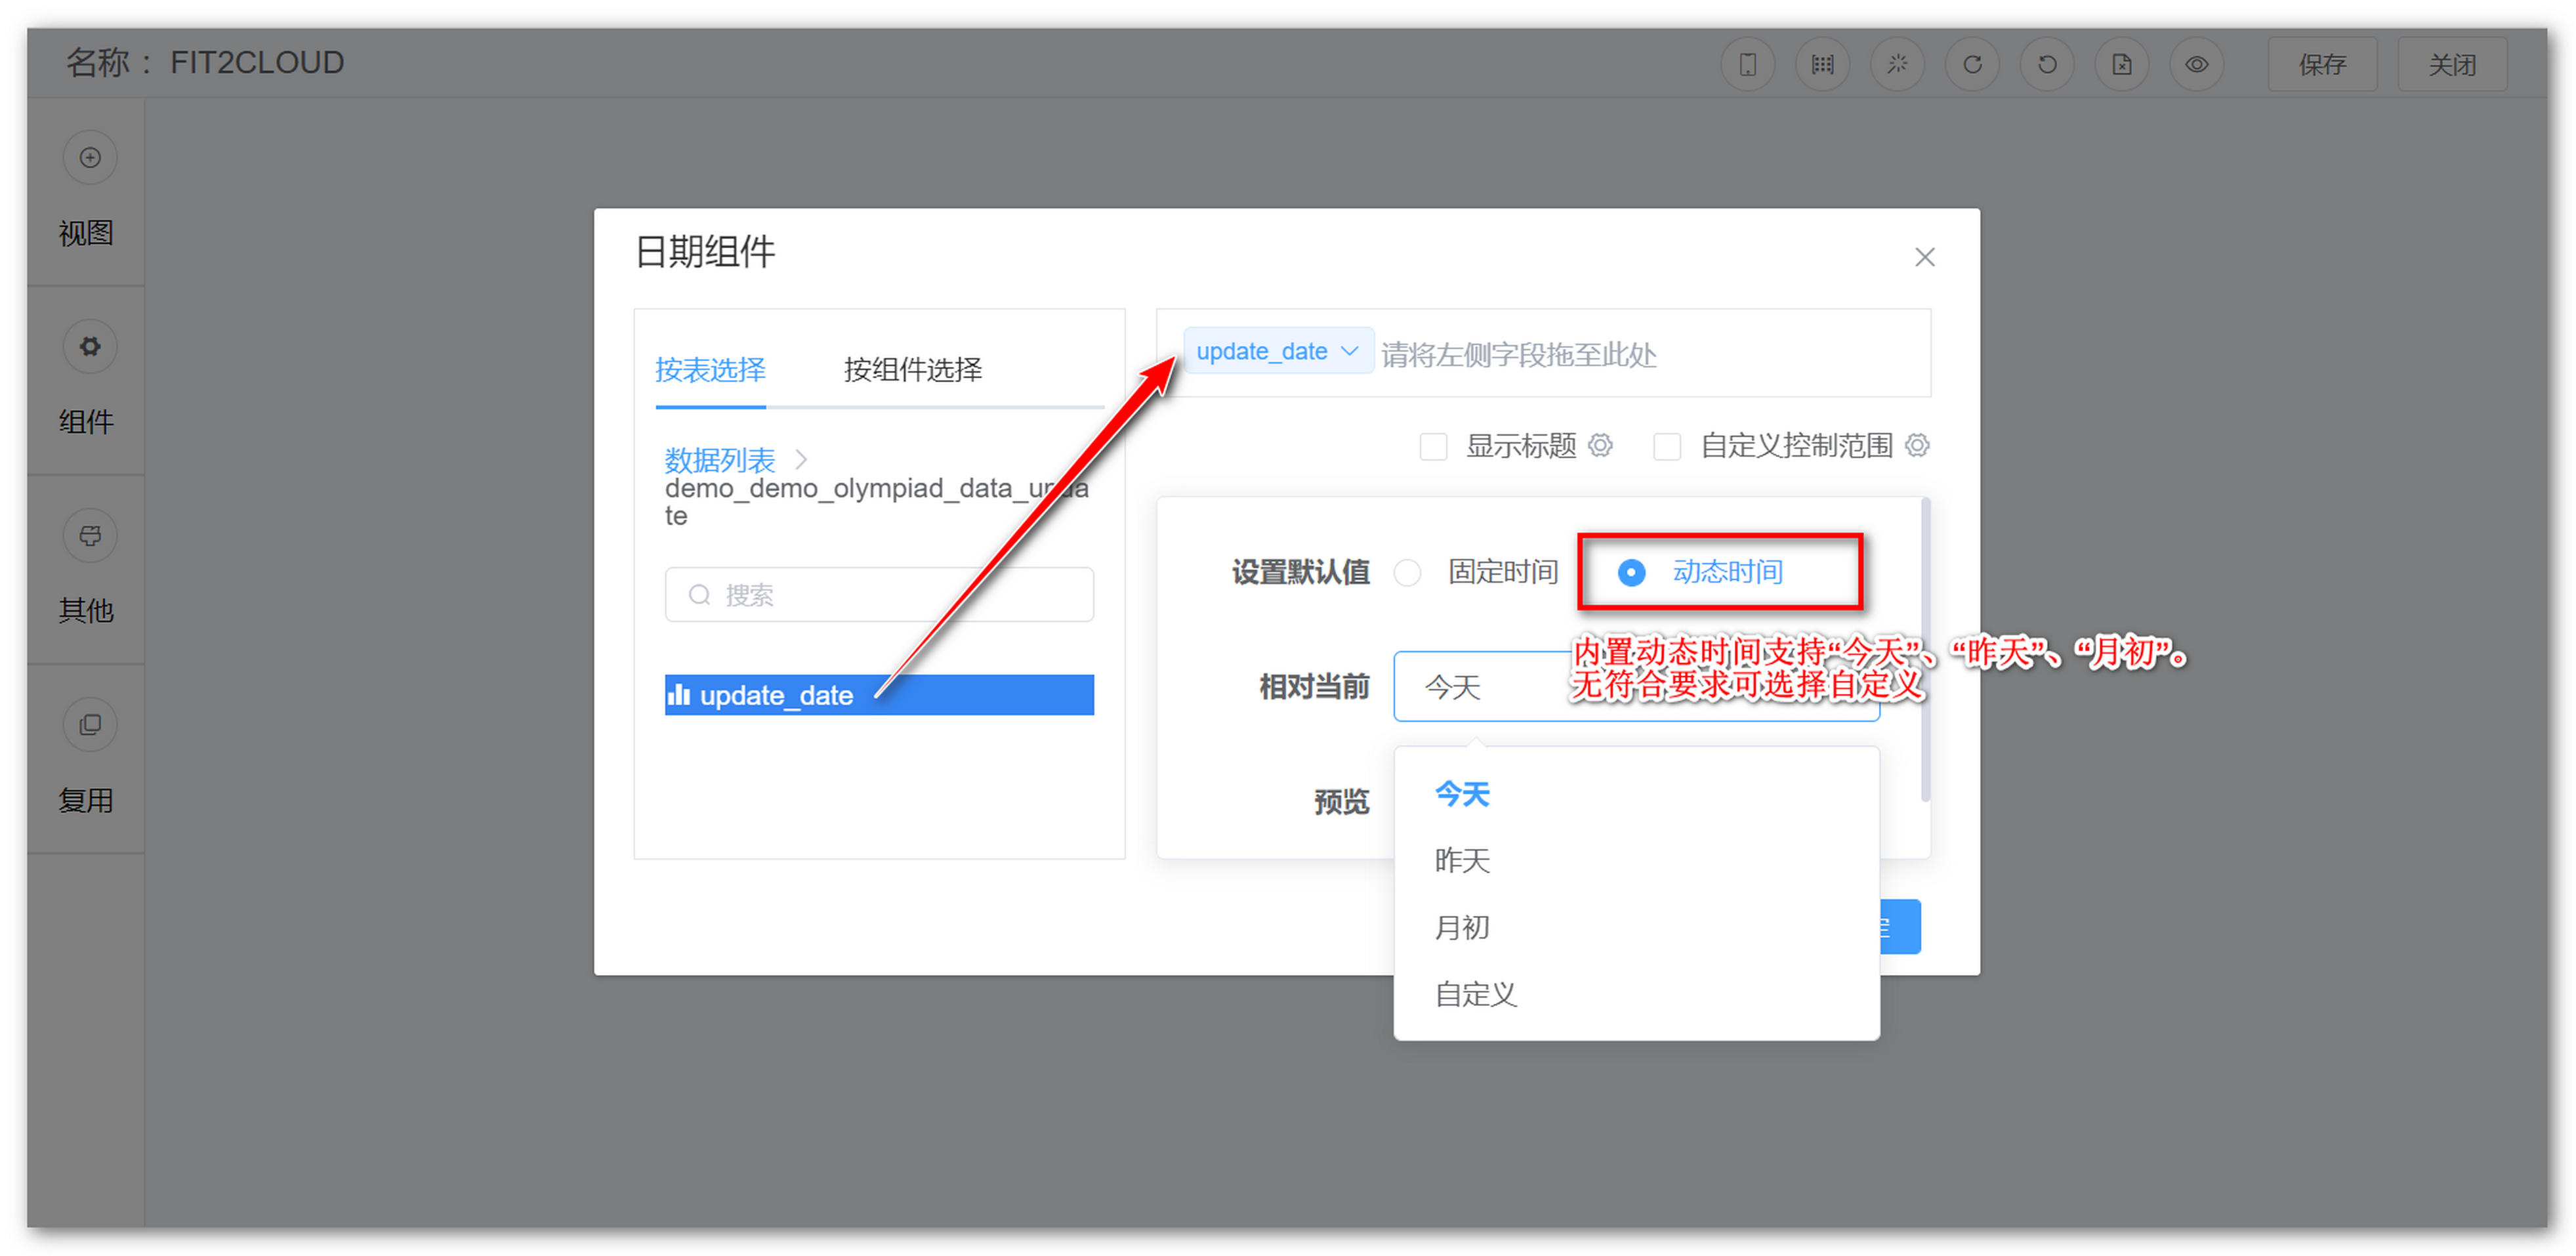 名称 : FIT2CLOUD
保存
关闭
视图
组件
其他
复用
日期组件
按表选择
按组件选择
数据列表
demo_demo_olympiad_data_upda
te
搜索
update_date
update_date
请将左侧字段拖至此处
显示标题
自定义控制范围
设置默认值
固定时间
动态时间
内置动态时间支持“今天”、“昨天”、“月初”。
无符合要求可选择自定义
相对当前
今天
预览
今天
昨天
月初
自定义